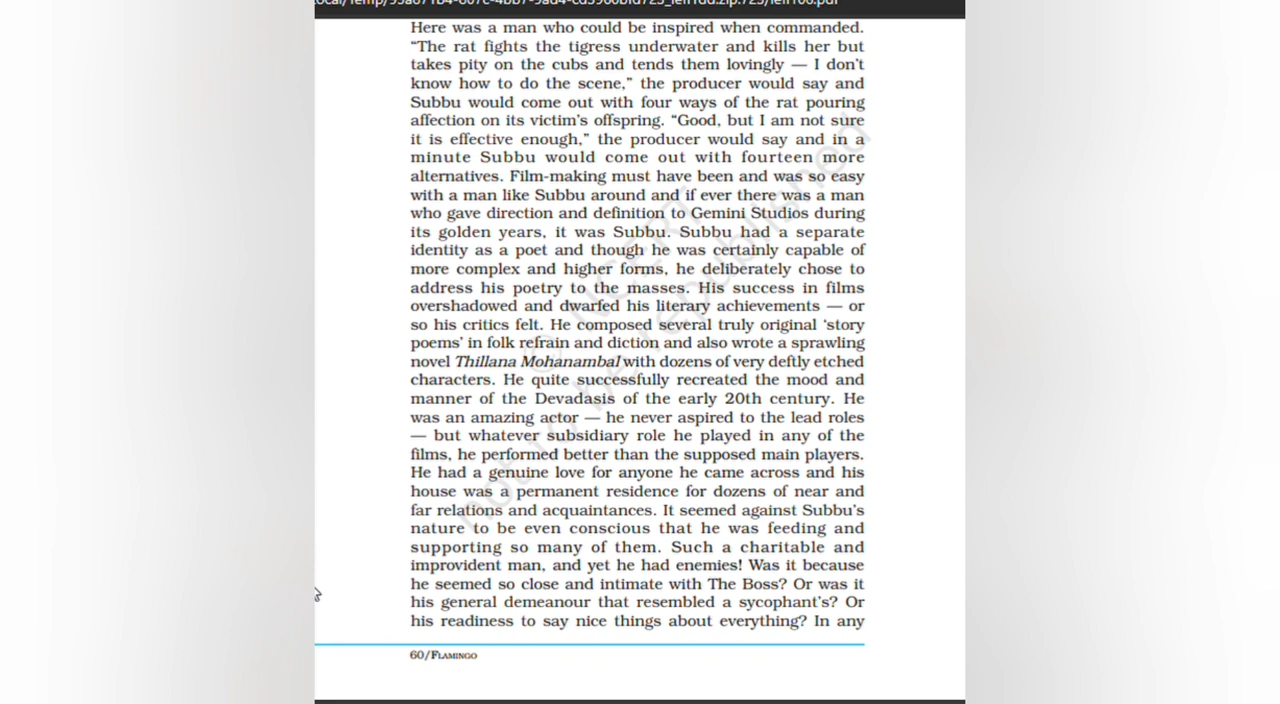 ocal/Temp/93a671b4-807c-4bb7-9ad4-cd3960bfd723_lefl1dd.zip.723/lefl106.pdf
Here was a man who could be inspired when commanded.
“The rat fights the tigress underwater and kills her but
takes pity on the cubs and tends them lovingly — I don’t
know how to do the scene,” the producer would say and
Subbu would come out with four ways of the rat pouring
affection on its victim’s offspring. “Good, but I am not sure
it is effective enough,” the producer would say and in a
minute Subbu would come out with fourteen more
alternatives. Film-making must have been and was so easy
with a man like Subbu around and if ever there was a man
who gave direction and definition to Gemini Studios during
its golden years, it was Subbu. Subbu had a separate
identity as a poet and though he was certainly capable of
more complex and higher forms, he deliberately chose to
address his poetry to the masses. His success in films
overshadowed and dwarfed his literary achievements — or
so his critics felt. He composed several truly original ‘story
poems’ in folk refrain and diction and also wrote a sprawling
novel Thillana Mohanambal with dozens of very deftly etched
characters. He quite successfully recreated the mood and
manner of the Devadasis of the early 20th century. He
was an amazing actor — he never aspired to the lead roles
— but whatever subsidiary role he played in any of the
films, he performed better than the supposed main players.
He had a genuine love for anyone he came across and his
house was a permanent residence for dozens of near and
far relations and acquaintances. It seemed against Subbu’s
nature to be even conscious that he was feeding and
supporting so many of them. Such a charitable and
improvident man, and yet he had enemies! Was it because
he seemed so close and intimate with The Boss? Or was it
his general demeanour that resembled a sycophant’s? Or
his readiness to say nice things about everything? In any
60/FLAMINGO
© NCERT
not to be republished